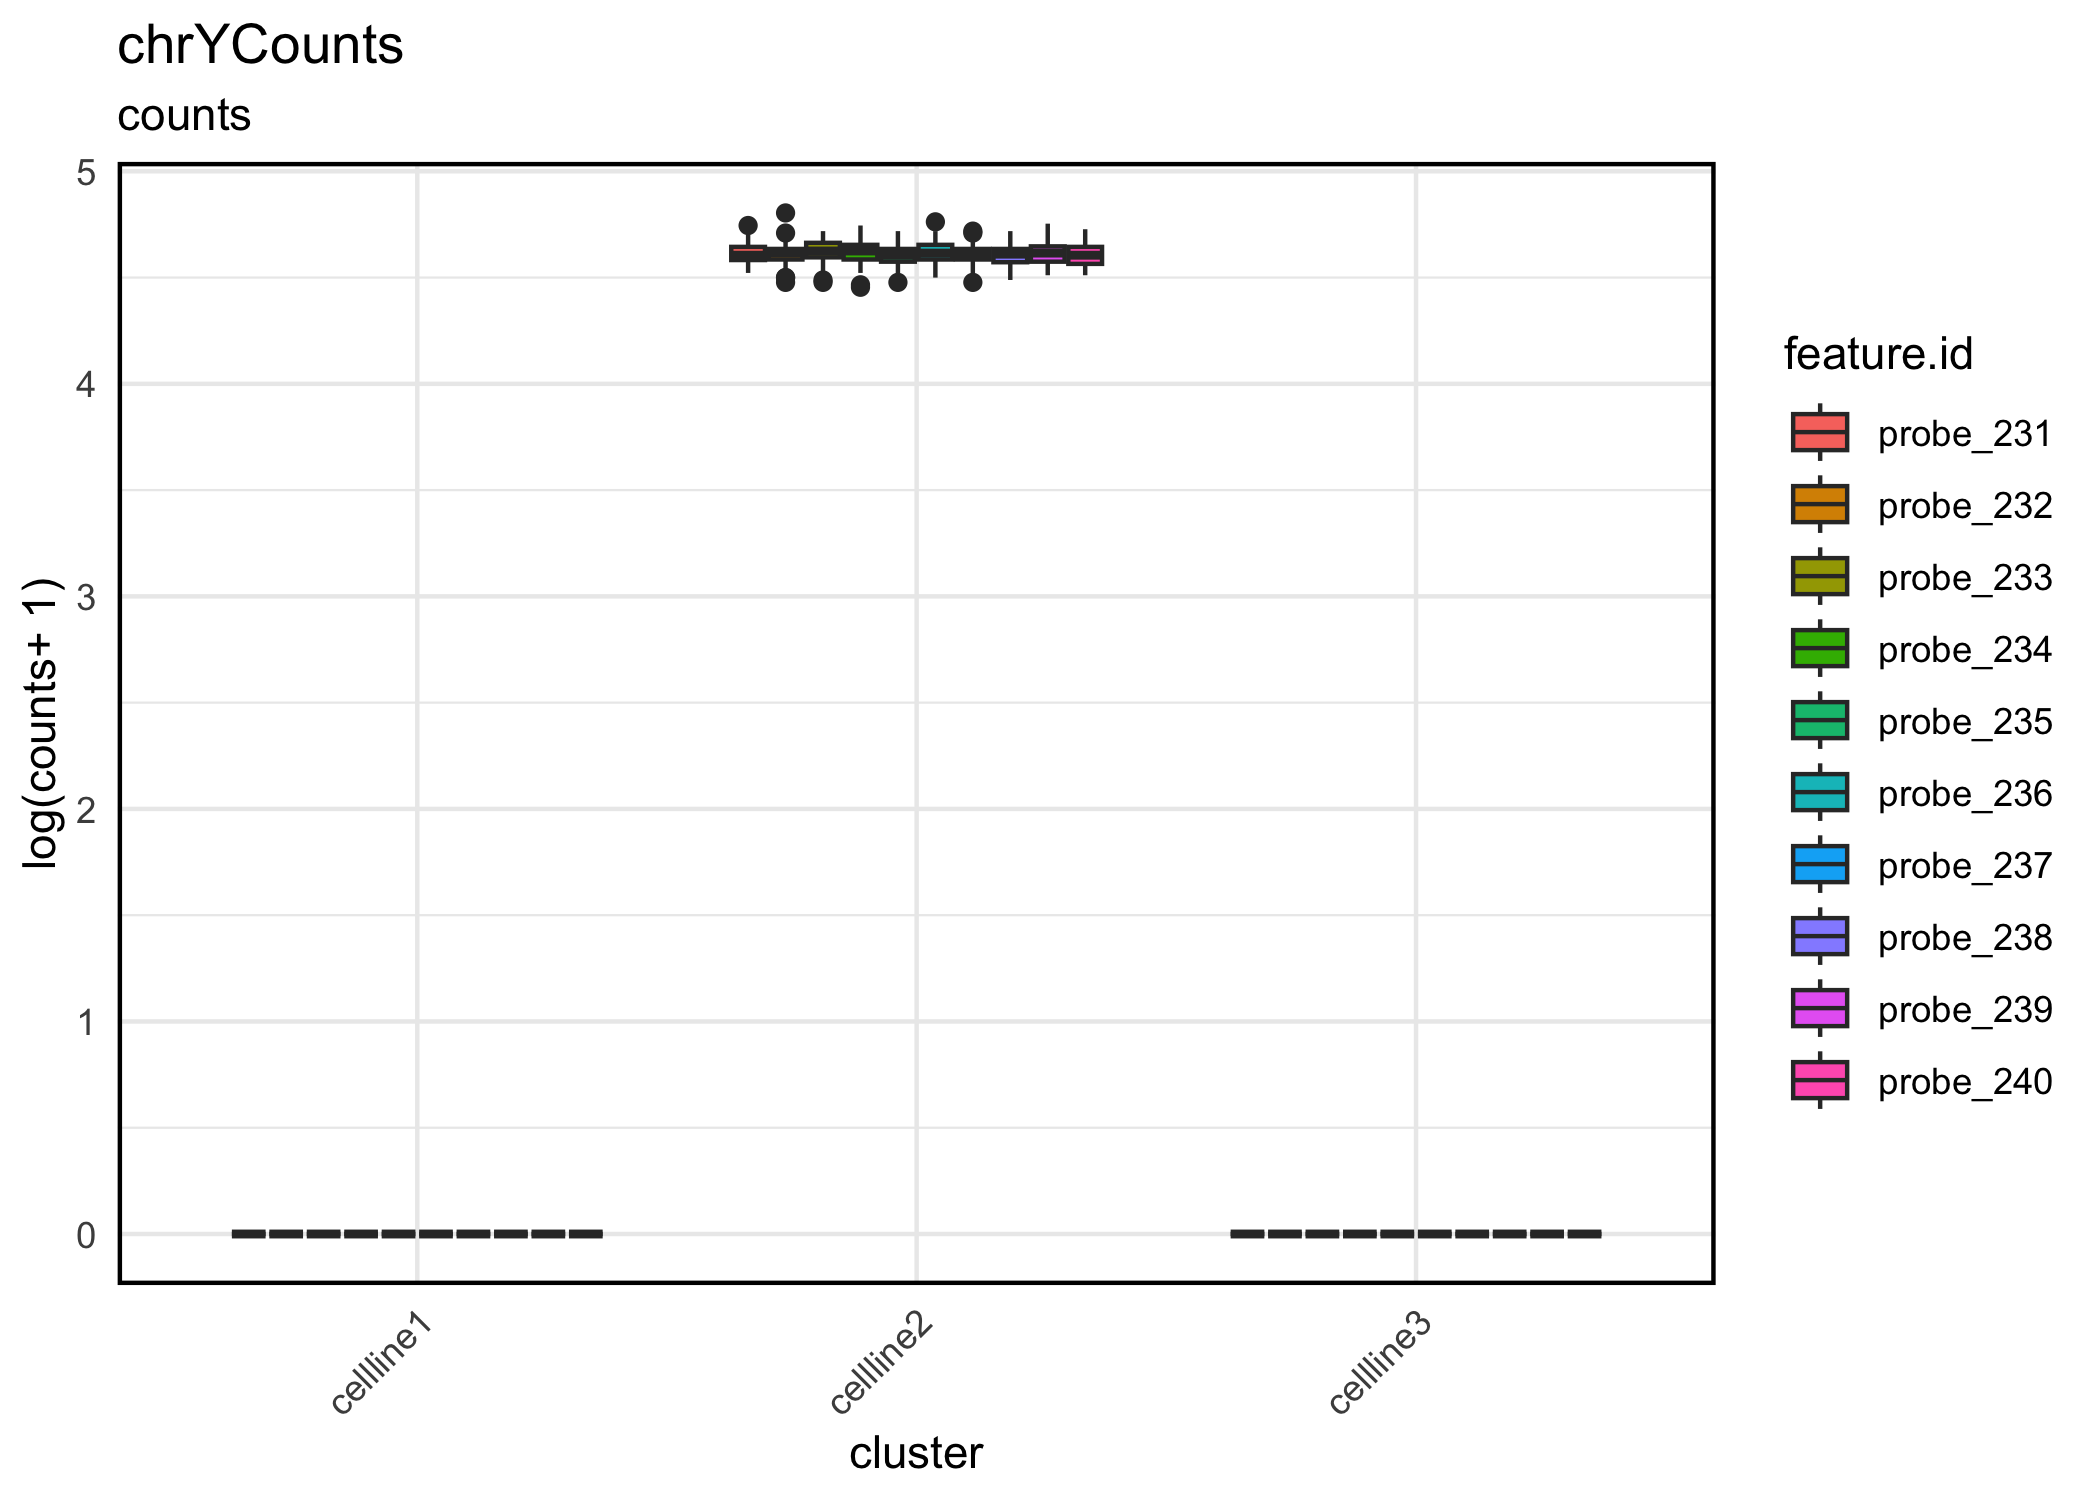 chrYCounts
counts
log(counts+ 1)
5
4
3
2
1
0
cellline1
cellline2
cellline3
cluster
feature.id
probe_231
probe_232
probe_233
probe_234
probe_235
probe_236
probe_237
probe_238
probe_239
probe_240